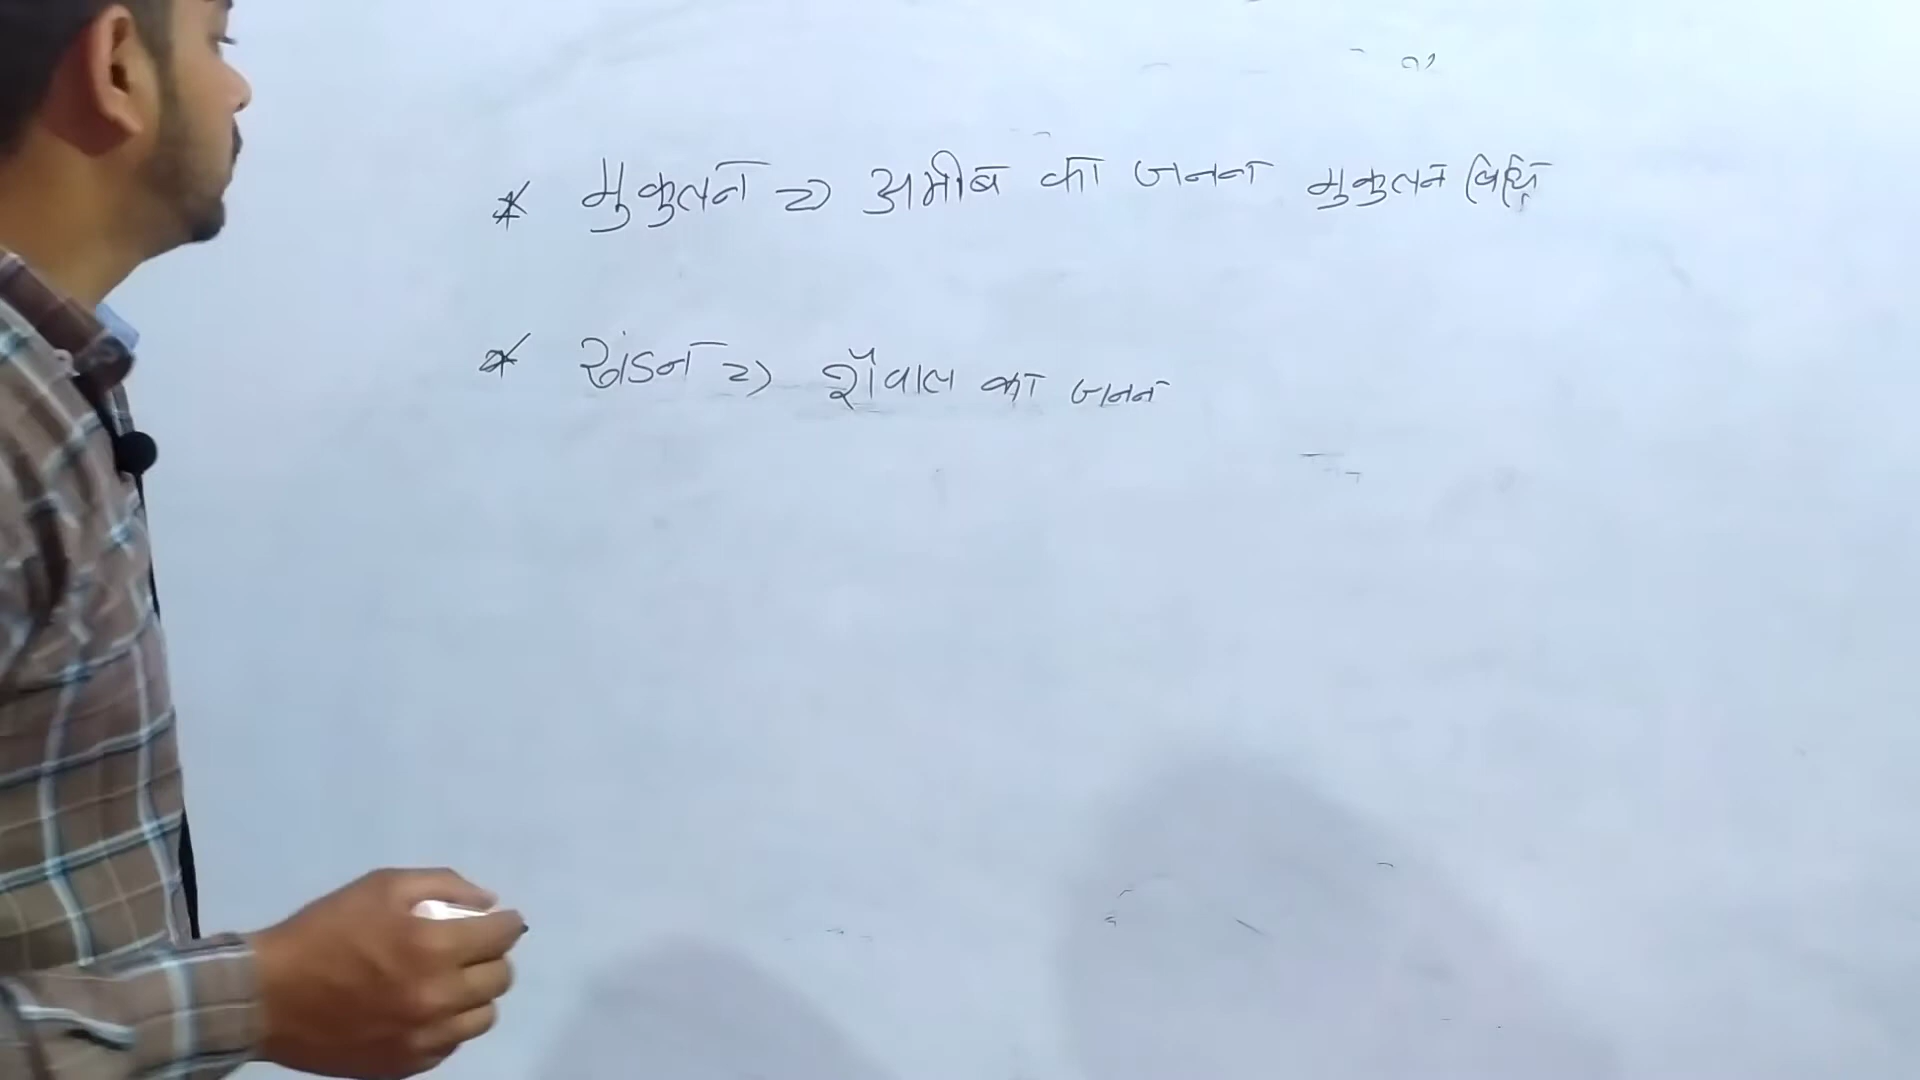 * मुकुलन => अमीब का जनन मुकुलन विधि
* खंडन => शैवाल का जनन